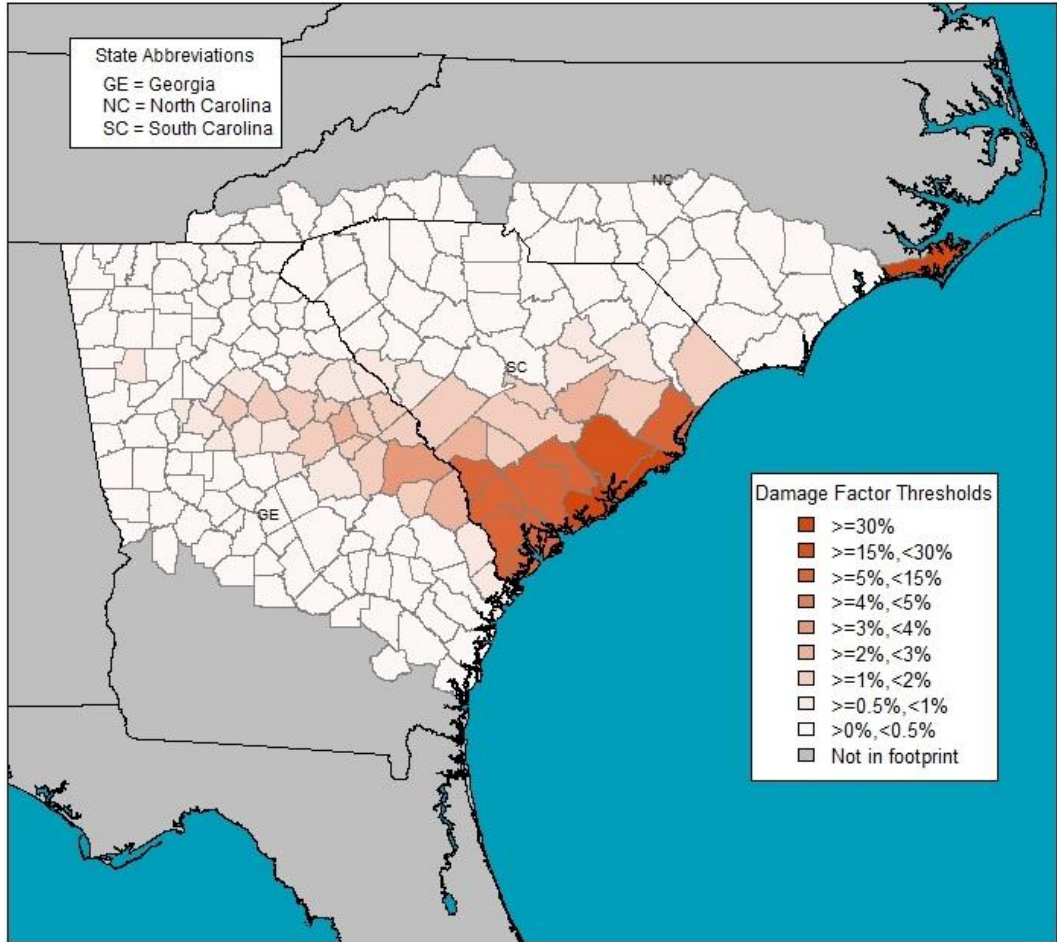 State Abbreviations
GE = Georgia
NC = North Carolina
SC = South Carolina
NC
SC
GE
Damage Factor Thresholds
>=30%
>=15%,<30%
>=5%,<15%
>=4%,<5%
>=3%,<4%
>=2%,<3%
>=1%,<2%
>=0.5%,<1%
>0%,<0.5%
Not in footprint